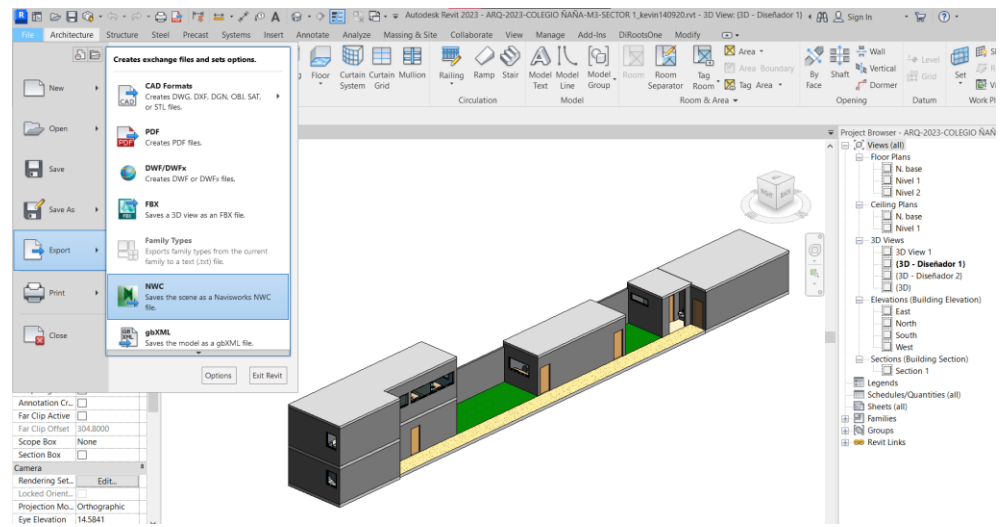 Autodesk Revit 2023 - ARQ-2023-COLEGIO ÑAÑA-M3-SECTOR 1_kevin140920.rvt - 3D View: {3D - Diseñador 1}
Sign In
File Architecture Structure Steel Precast Systems Insert Annotate Analyze Massing & Site Collaborate View Manage Add-Ins DiRootsOne Modify
New
Open
Save
Save As
Export
Print
Close
Creates exchange files and sets options.
CAD Formats
Creates DWG, DXF, DGN, OBJ, SAT,
or STL files.
PDF
Creates PDF files.
DWF/DWFx
Creates DWF or DWFx files.
FBX
Saves a 3D view as an FBX file.
Family Types
Exports family types from the current
family to a text (.txt) file.
NWC
Saves the scene as a Navisworks NWC
file.
gbXML
Saves the model as a gbXML file.
Options Exit Revit
Floor
Curtain System
Curtain Grid
Mullion
Railing
Ramp
Stair
Circulation
Model Text
Model Line
Model Group
Model
Room
Room Separator
Tag Room
Area
Area Boundary
Tag Area
Room & Area
By Face
Shaft
Wall
Vertical
Dormer
Opening
Level
Grid
Datum
Set
Work Pl
Annotation Cr...
Far Clip Active
Far Clip Offset 304.8000
Scope Box None
Section Box
Camera
Rendering Set... Edit...
Locked Orient...
Projection Mo... Orthographic
Eye Elevation 14.5841
Project Browser - ARQ-2023-COLEGIO ÑAÑ
Views (all)
Floor Plans
N. base
Nivel 1
Nivel 2
Ceiling Plans
N. base
Nivel 1
3D Views
3D View 1
{3D - Diseñador 1}
{3D - Diseñador 2}
{3D}
Elevations (Building Elevation)
East
North
South
West
Sections (Building Section)
Section 1
Legends
Schedules/Quantities (all)
Sheets (all)
Families
Groups
Revit Links